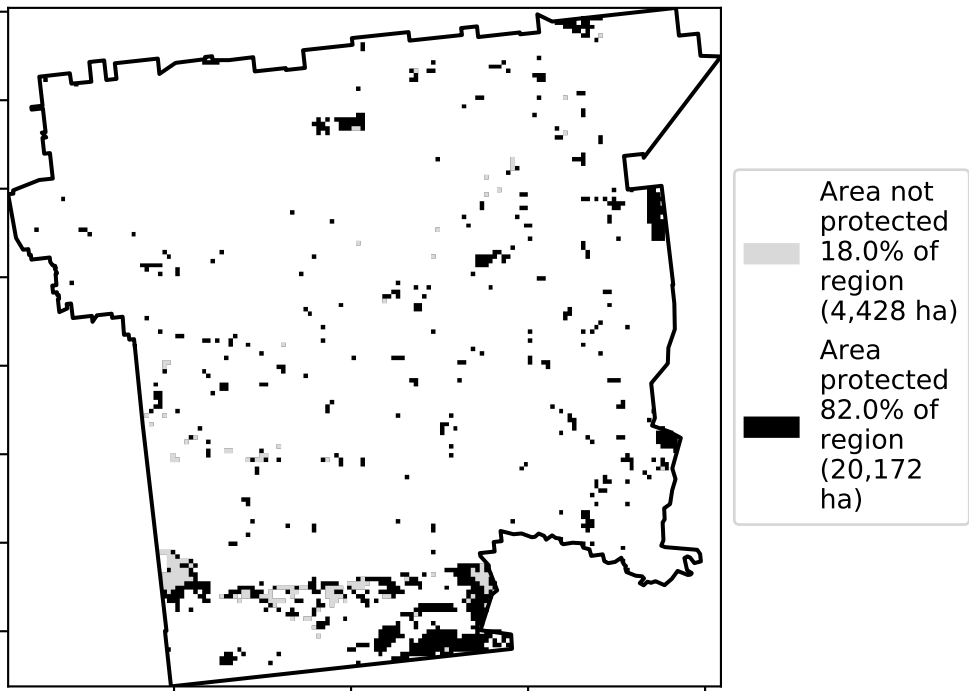 Area not
protected
18.0% of
region
(4,428 ha)
Area
protected
82.0% of
region
(20,172
ha)